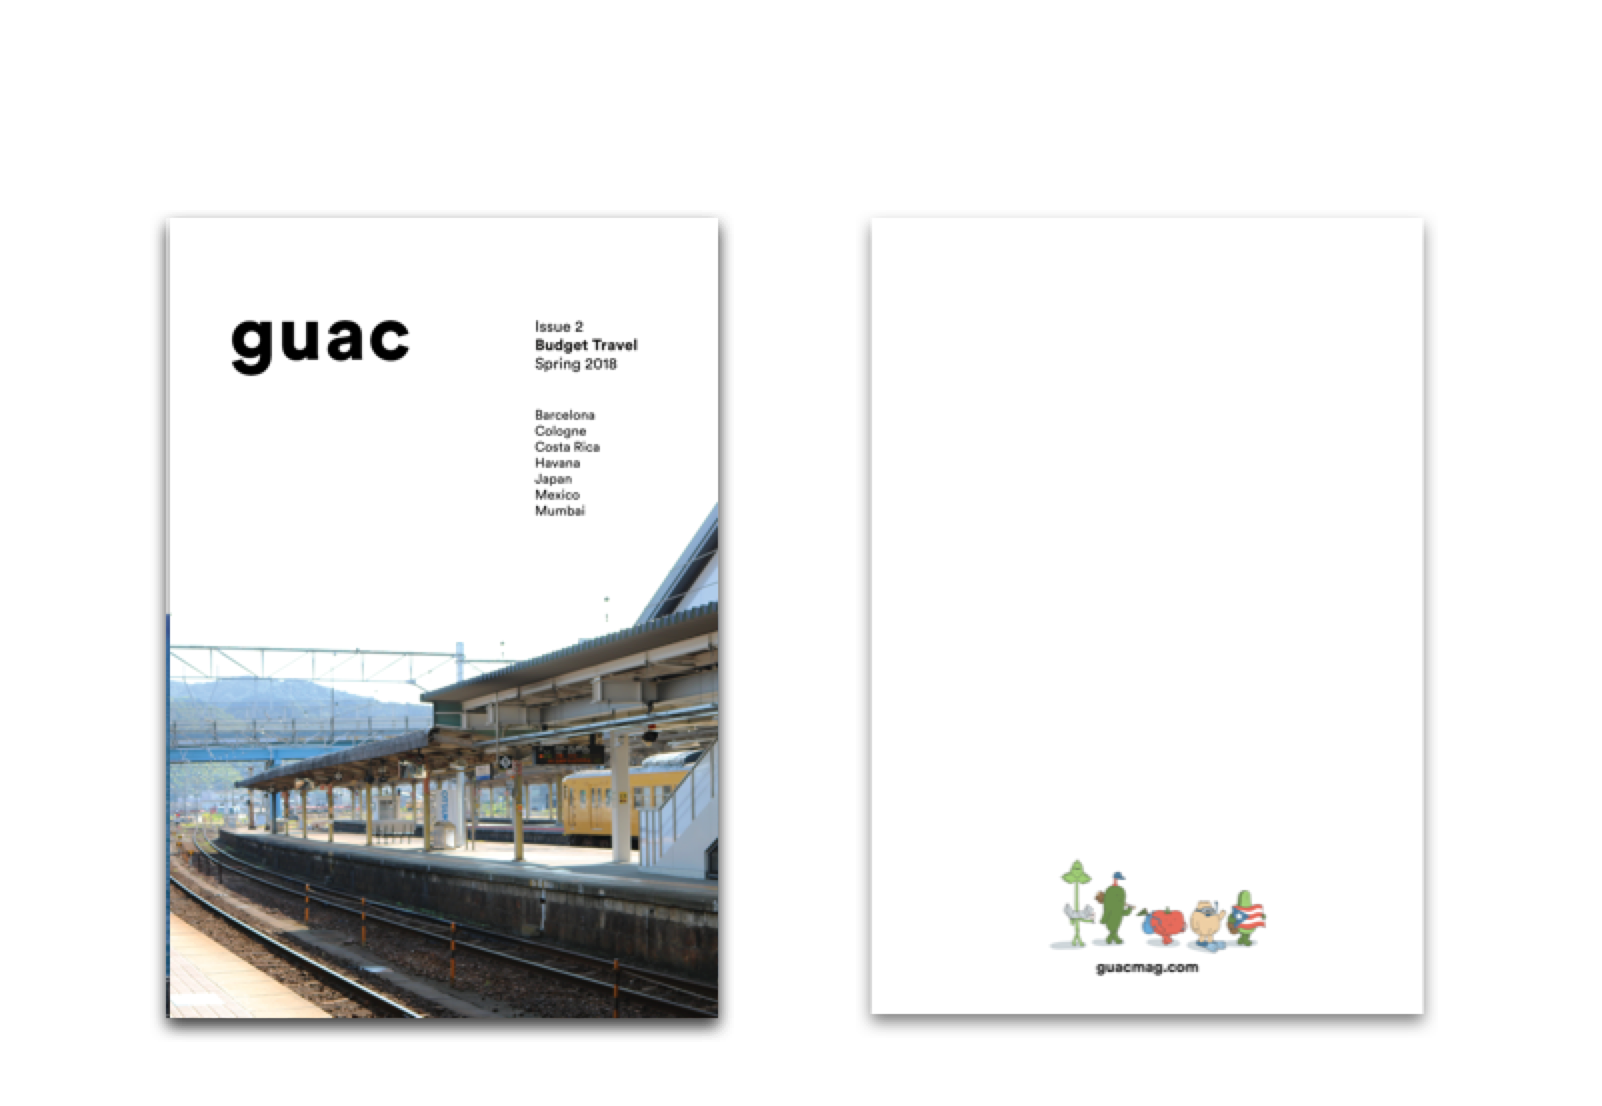 guac
Issue 2
Budget Travel
Spring 2018
Barcelona
Cologne
Costa Rica
Havana
Japan
Mexico
Mumbai
guacmag.com